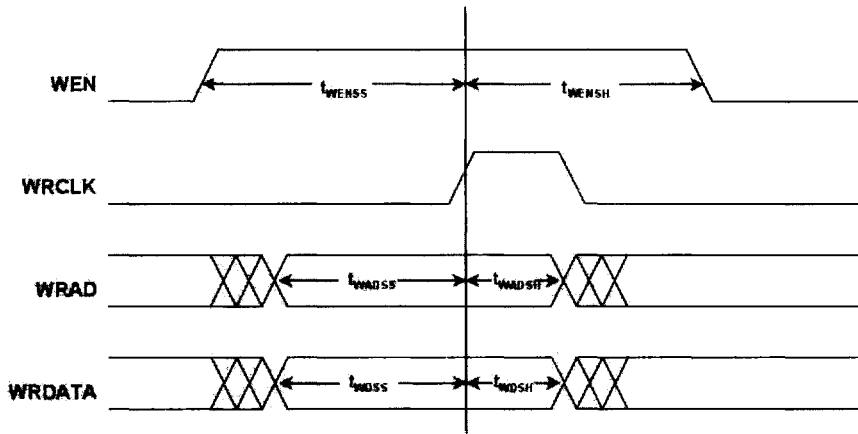 WEN
tWENSS
tWENSH
WRCLK
WRAD
tWADSS
tWADSH
WRDATA
tWDSS
tWDSH